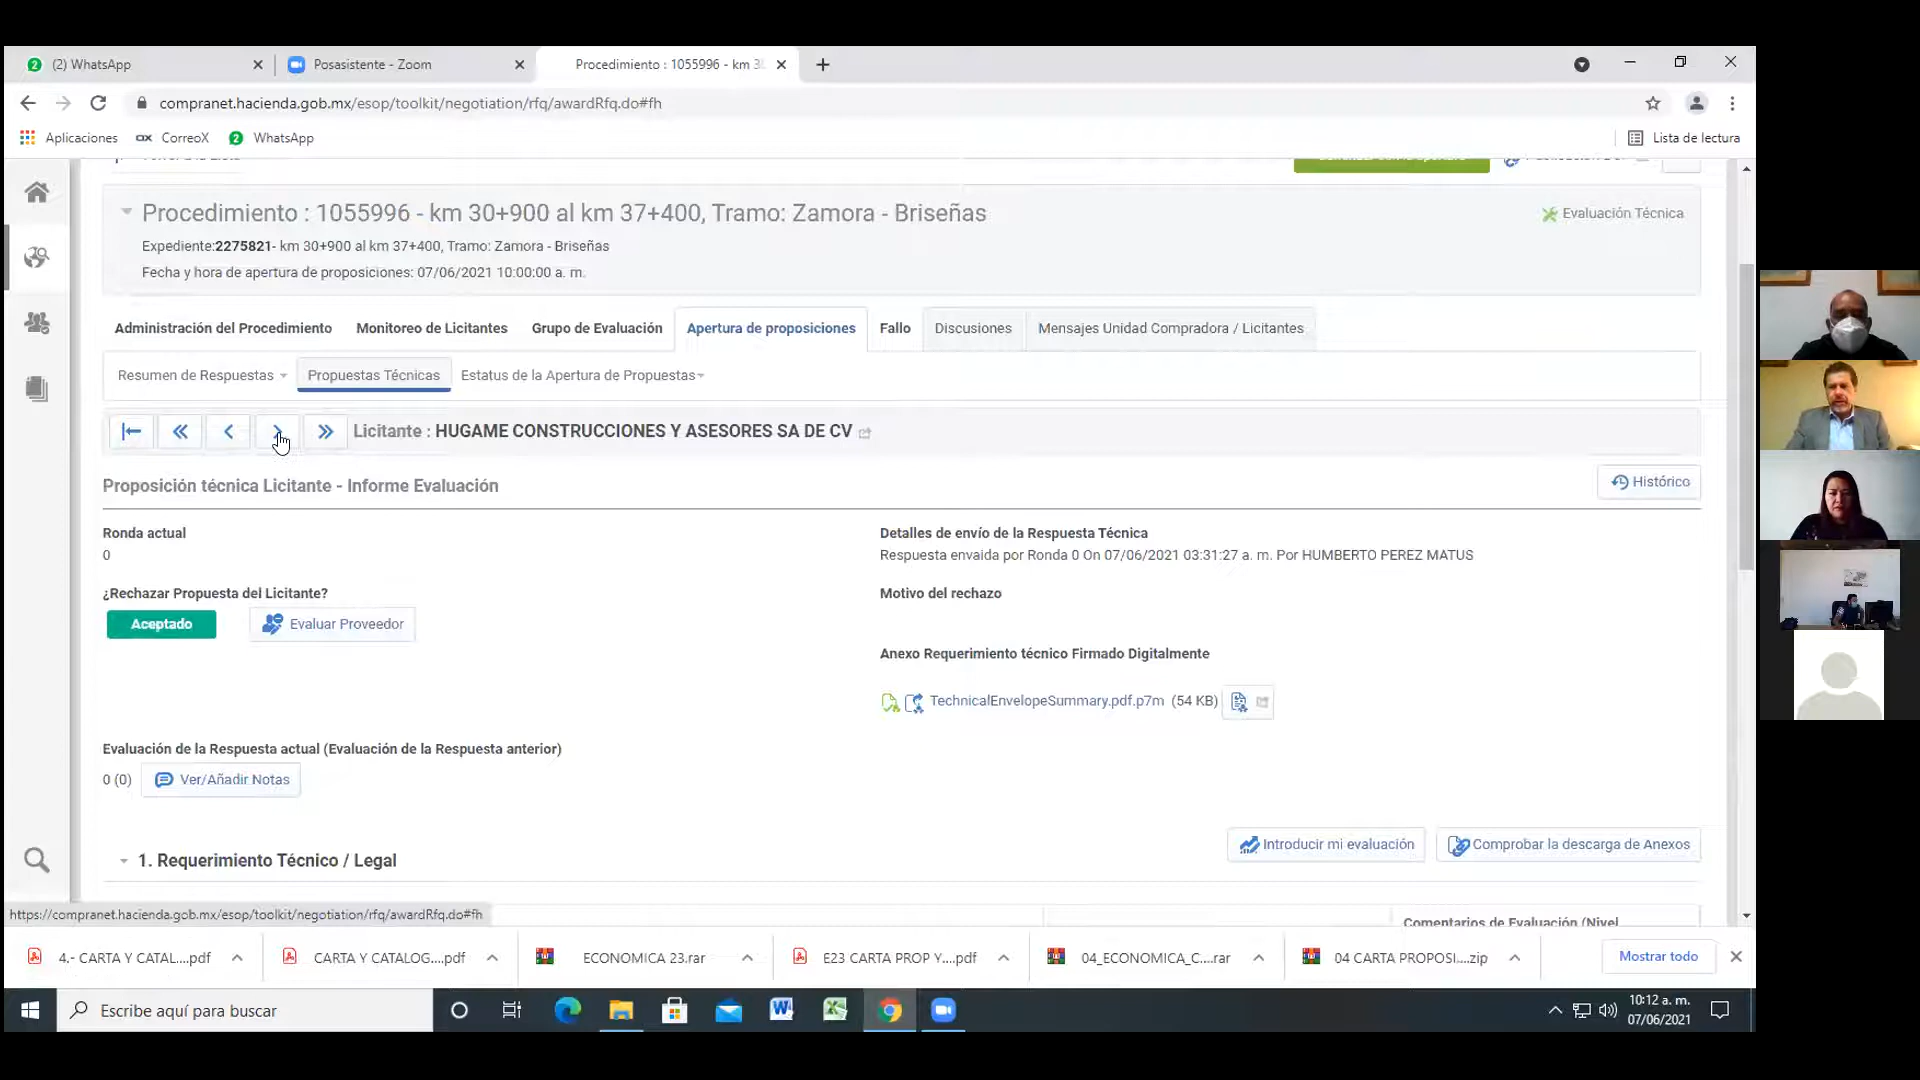 (2) WhatsApp
Posasistente - Zoom
Procedimiento : 1055996 - km 3
compranet.hacienda.gob.mx/esop/toolkit/negotiation/rfq/awardRfq.do#fh
Aplicaciones
CorreoX
WhatsApp
Lista de lectura
Procedimiento : 1055996 - km 30+900 al km 37+400, Tramo: Zamora - Briseñas
Evaluación Técnica
Expediente:2275821- km 30+900 al km 37+400, Tramo: Zamora - Briseñas
Fecha y hora de apertura de proposiciones: 07/06/2021 10:00:00 a. m.
Administración del Procedimiento
Monitoreo de Licitantes
Grupo de Evaluación
Apertura de proposiciones
Fallo
Discusiones
Mensajes Unidad Compradora / Licitantes
Resumen de Respuestas
Propuestas Técnicas
Estatus de la Apertura de Propuestas
Licitante : HUGAME CONSTRUCCIONES Y ASESORES SA DE CV
Proposición técnica Licitante - Informe Evaluación
Histórico
Ronda actual
0
Detalles de envío de la Respuesta Técnica
Respuesta envaida por Ronda 0 On 07/06/2021 03:31:27 a. m. Por HUMBERTO PEREZ MATUS
¿Rechazar Propuesta del Licitante?
Aceptado
Evaluar Proveedor
Motivo del rechazo
Anexo Requerimiento técnico Firmado Digitalmente
TechnicalEnvelopeSummary.pdf.p7m (54 KB)
Evaluación de la Respuesta actual (Evaluación de la Respuesta anterior)
0 (0)
Ver/Añadir Notas
Introducir mi evaluación
Comprobar la descarga de Anexos
1. Requerimiento Técnico / Legal
Comentarios de Evaluación (Nivel
https://compranet.hacienda.gob.mx/esop/toolkit/negotiation/rfq/awardRfq.do#fh
4.- CARTA Y CATAL....pdf
CARTA Y CATALOG....pdf
ECONOMICA 23.rar
E23 CARTA PROP Y....pdf
04_ECONOMICA_C....rar
04 CARTA PROPOSI....zip
Mostrar todo
Escribe aquí para buscar
10:12 a. m.
07/06/2021